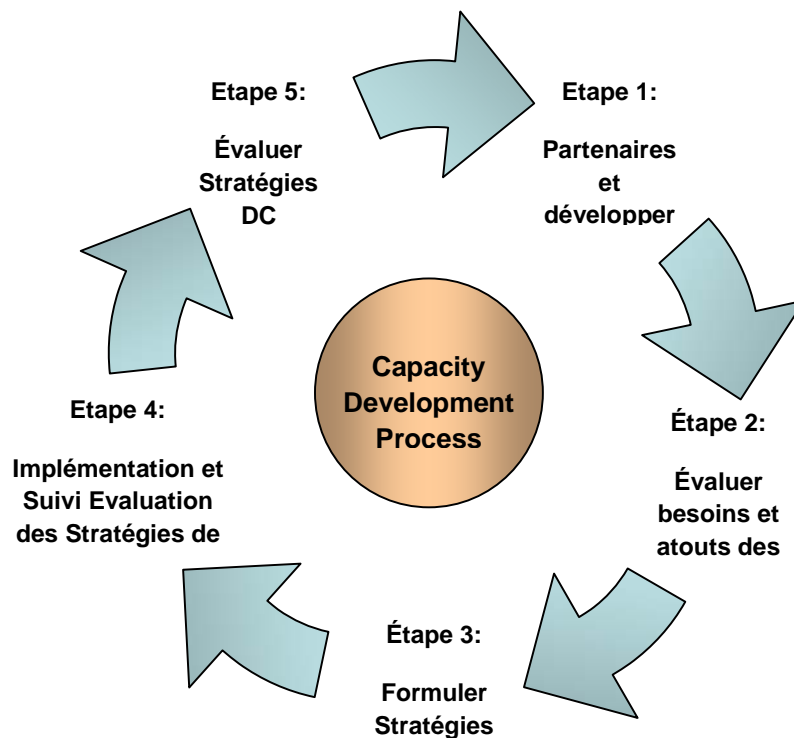 Etape 5:
Évaluer
Stratégies
DC
Etape 1:
Partenaires
et
développer
Capacity
Development
Process
Etape 4:
Implémentation et
Suivi Evaluation
des Stratégies de
Étape 2:
Évaluer
besoins et
atouts des
Étape 3:
Formuler
Stratégies